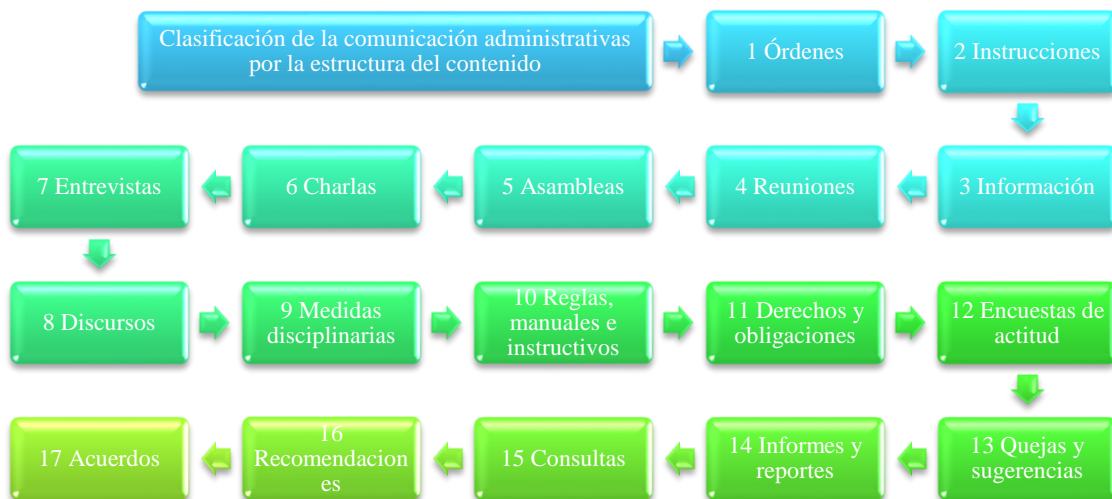 Clasificación de la comunicación administrativas
por la estructura del contenido
1 Órdenes
2 Instrucciones
3 Información
4 Reuniones
5 Asambleas
6 Charlas
7 Entrevistas
8 Discursos
9 Medidas
disciplinarias
10 Reglas,
manuales e
instructivos
11 Derechos y
obligaciones
12 Encuestas de
actitud
13 Quejas y
sugerencias
14 Informes y
reportes
15 Consultas
16
Recomendacion
es
17 Acuerdos